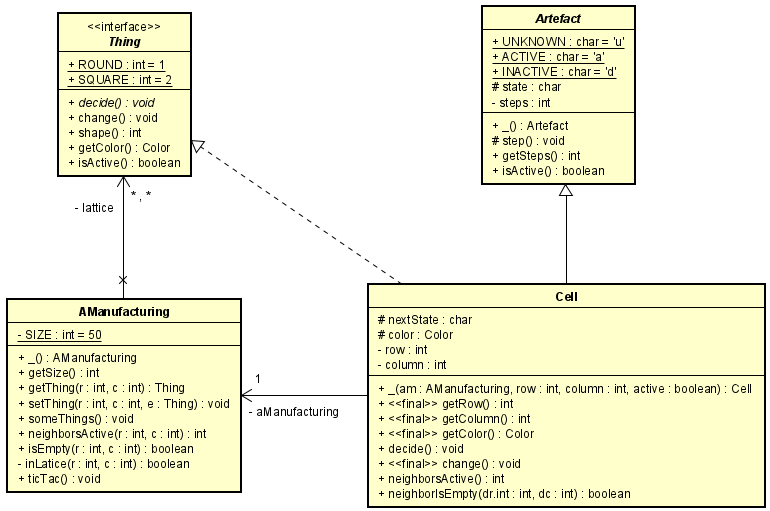 <<interface>>
Thing
+ ROUND : int = 1
+ SQUARE : int = 2
+ decide() : void
+ change() : void
+ shape() : int
+ getColor() : Color
+ isActive() : boolean
Artefact
+ UNKNOWN : char = 'u'
+ ACTIVE : char = 'a'
+ INACTIVE : char = 'd'
# state : char
- steps : int
+ _() : Artefact
# step() : void
+ getSteps() : int
+ isActive() : boolean
* , *
- lattice
AManufacturing
- SIZE : int = 50
+ _() : AManufacturing
+ getSize() : int
+ getThing(r : int, c : int) : Thing
+ setThing(r : int, c : int, e : Thing) : void
+ someThings() : void
+ neighborsActive(r : int, c : int) : int
+ isEmpty(r : int, c : int) : boolean
- inLatice(r : int, c : int) : boolean
+ ticTac() : void
1
- aManufacturing
Cell
# nextState : char
# color : Color
- row : int
- column : int
+ _(am : AManufacturing, row : int, column : int, active : boolean) : Cell
+ <<final>> getRow() : int
+ <<final>> getColumn() : int
+ <<final>> getColor() : Color
+ decide() : void
+ <<final>> change() : void
+ neighborsActive() : int
+ neighborIsEmpty(dr.int : int, dc : int) : boolean